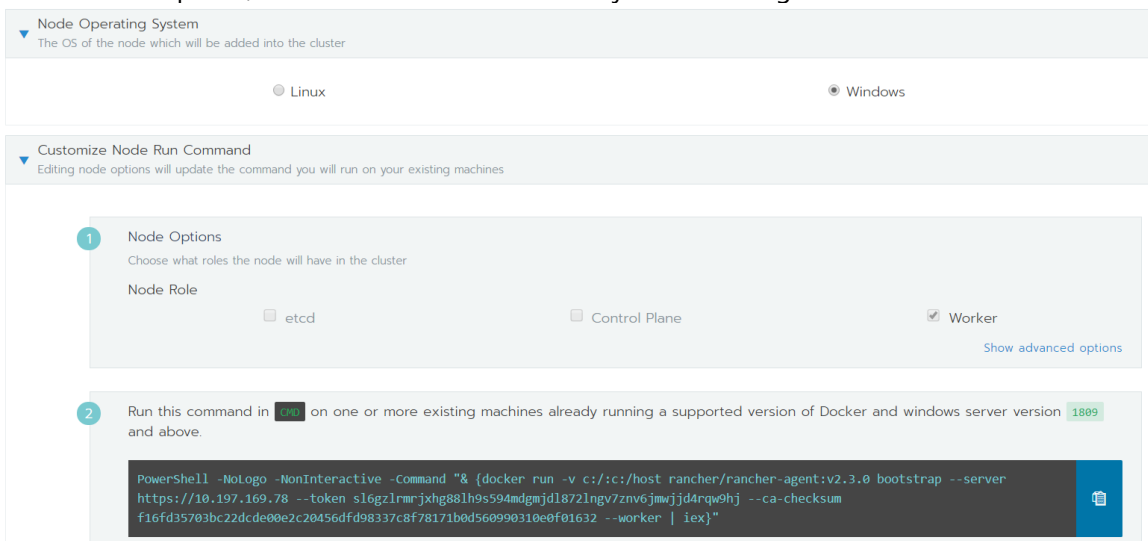 Node Operating System
The OS of the node which will be added into the cluster
Linux
Windows
Customize Node Run Command
Editing node options will update the command you will run on your existing machines
1
Node Options
Choose what roles the node will have in the cluster
Node Role
etcd
Control Plane
Worker
Show advanced options
2
Run this command in CMD on one or more existing machines already running a supported version of Docker and windows server version 1809
and above.
PowerShell -NoLogo -NonInteractive -Command "& {docker run -v c:/:c:/host rancher/rancher-agent:v2.3.0 bootstrap --server
https://10.197.169.78 --token sl6gzlrmrjxhg88lh9s594mdgmjdl872lngv7znv6jmwjjd4rqw9hj --ca-checksum
f16fd35703bc22dcde00e2c20456dfd98337c8f78171b0d560990310e0f01632 --worker | iex}"